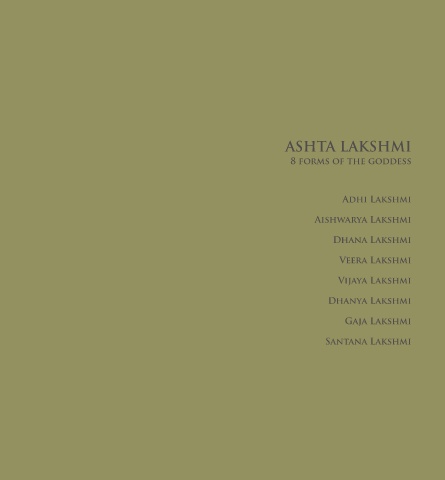 ASHTA LAKSHMI
8 FORMS OF THE GODDESS
ADHI LAKSHMI
AISHWARYA LAKSHMI
DHANA LAKSHMI
VEERA LAKSHMI
VIJAYA LAKSHMI
DHANYA LAKSHMI
GAJA LAKSHMI
SANTANA LAKSHMI